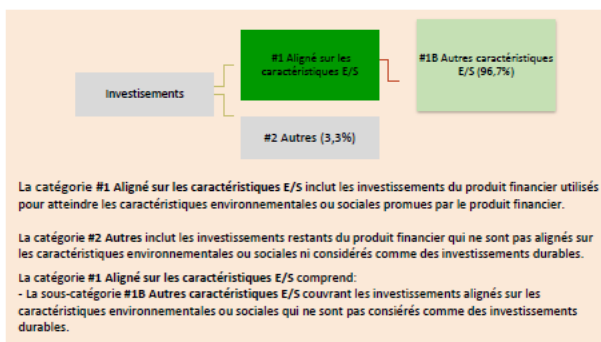 #1 Aligné sur les
caractéristiques E/S
#1B Autres caractéristiques
E/S (96,7%)
Investisements
#2 Autres (3,3%)
La catégorie #1 Aligné sur les caractéristiques E/S inclut les investissements du produit financier utilisés
pour atteindre les caractéristiques environnementales ou sociales promues par le produit financier.
La catégorie #2 Autres inclut les investissements restants du produit financier qui ne sont pas alignés sur
les caractéristiques environnementales ou sociales ni considérés comme des investissements durables.
La catégorie #1 Aligné sur les caractéristiques E/S comprend:
- La sous-catégorie #1B Autres caractéristiques E/S couvrant les investissements alignés sur les
caractéristiques environnementales ou sociales qui ne sont pas consiérés comme des investissements
durables.